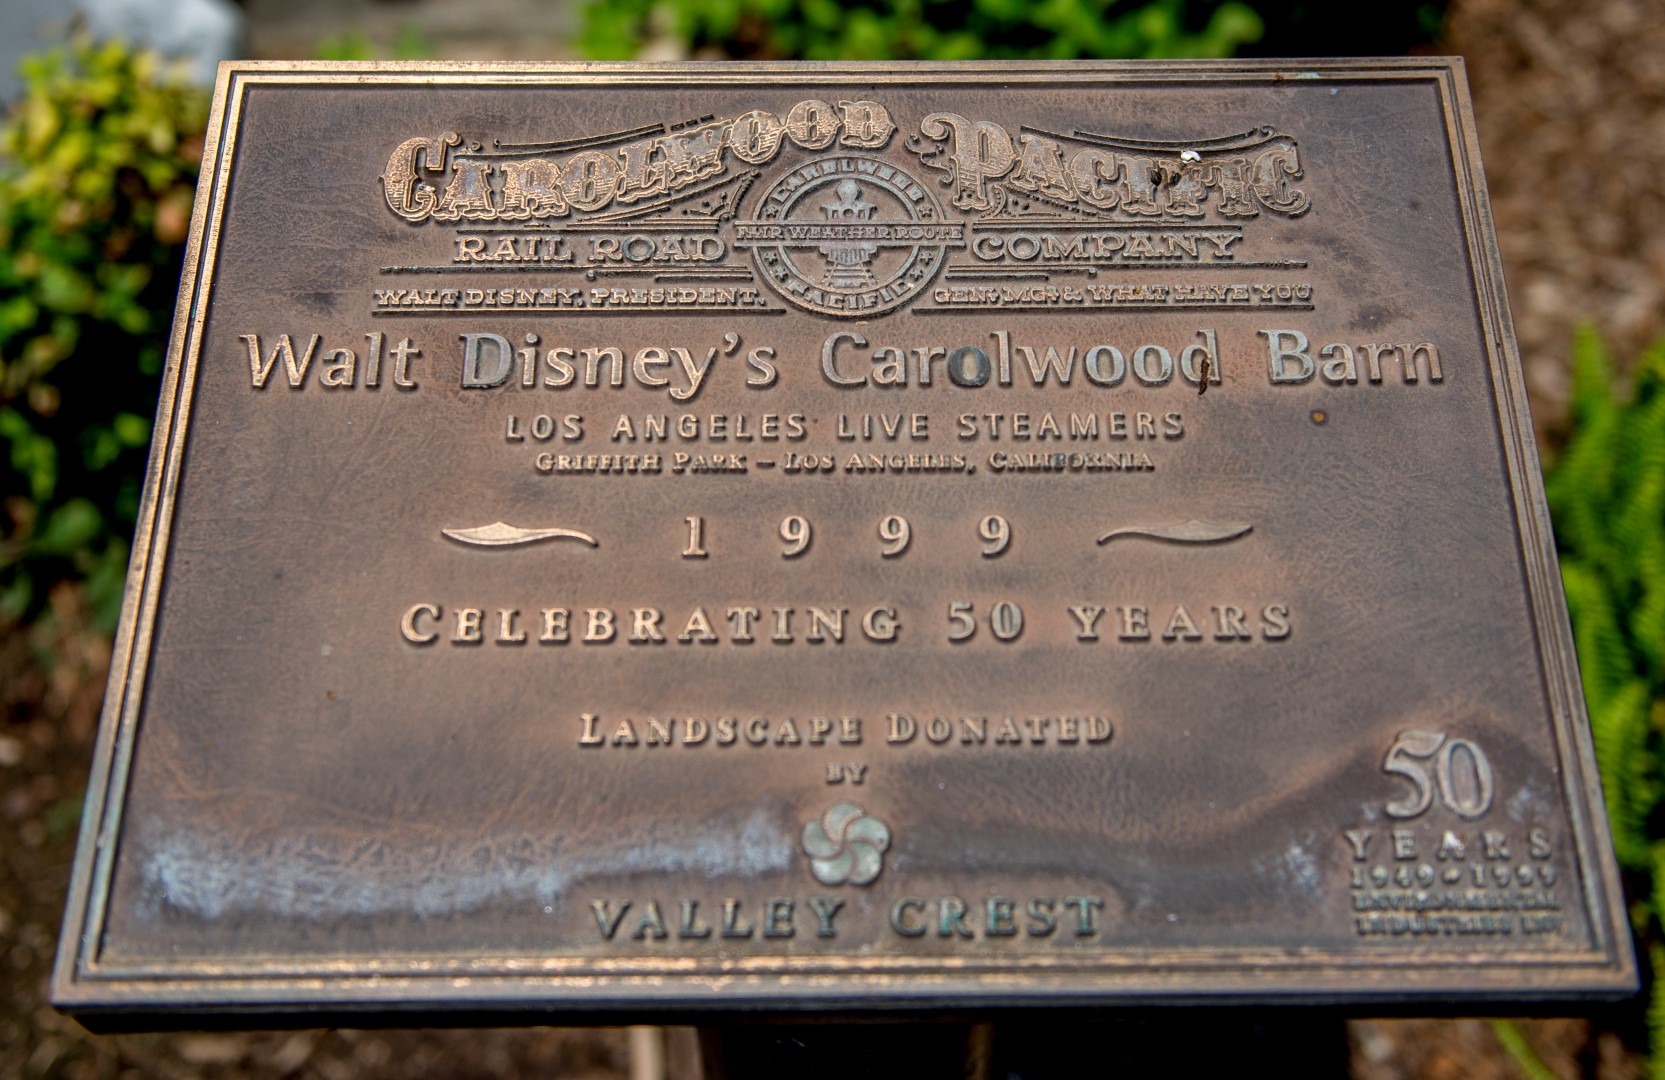 CAROLWOOD PACIFIC
CAROLWOOD
FAIR WEATHER ROUTE
PACIFIC
RAIL ROAD COMPANY
WALT DISNEY, PRESIDENT, GEN. MGR & WHAT HAVE YOU
Walt Disney's Carolwood Barn
LOS ANGELES LIVE STEAMERS
GRIFFITH PARK – LOS ANGELES, CALIFORNIA
1999
CELEBRATING 50 YEARS
LANDSCAPE DONATED
BY
VALLEY CREST
50
YEARS
1949 • 1999
ENVIRONMENTAL
INDUSTRIES INC.